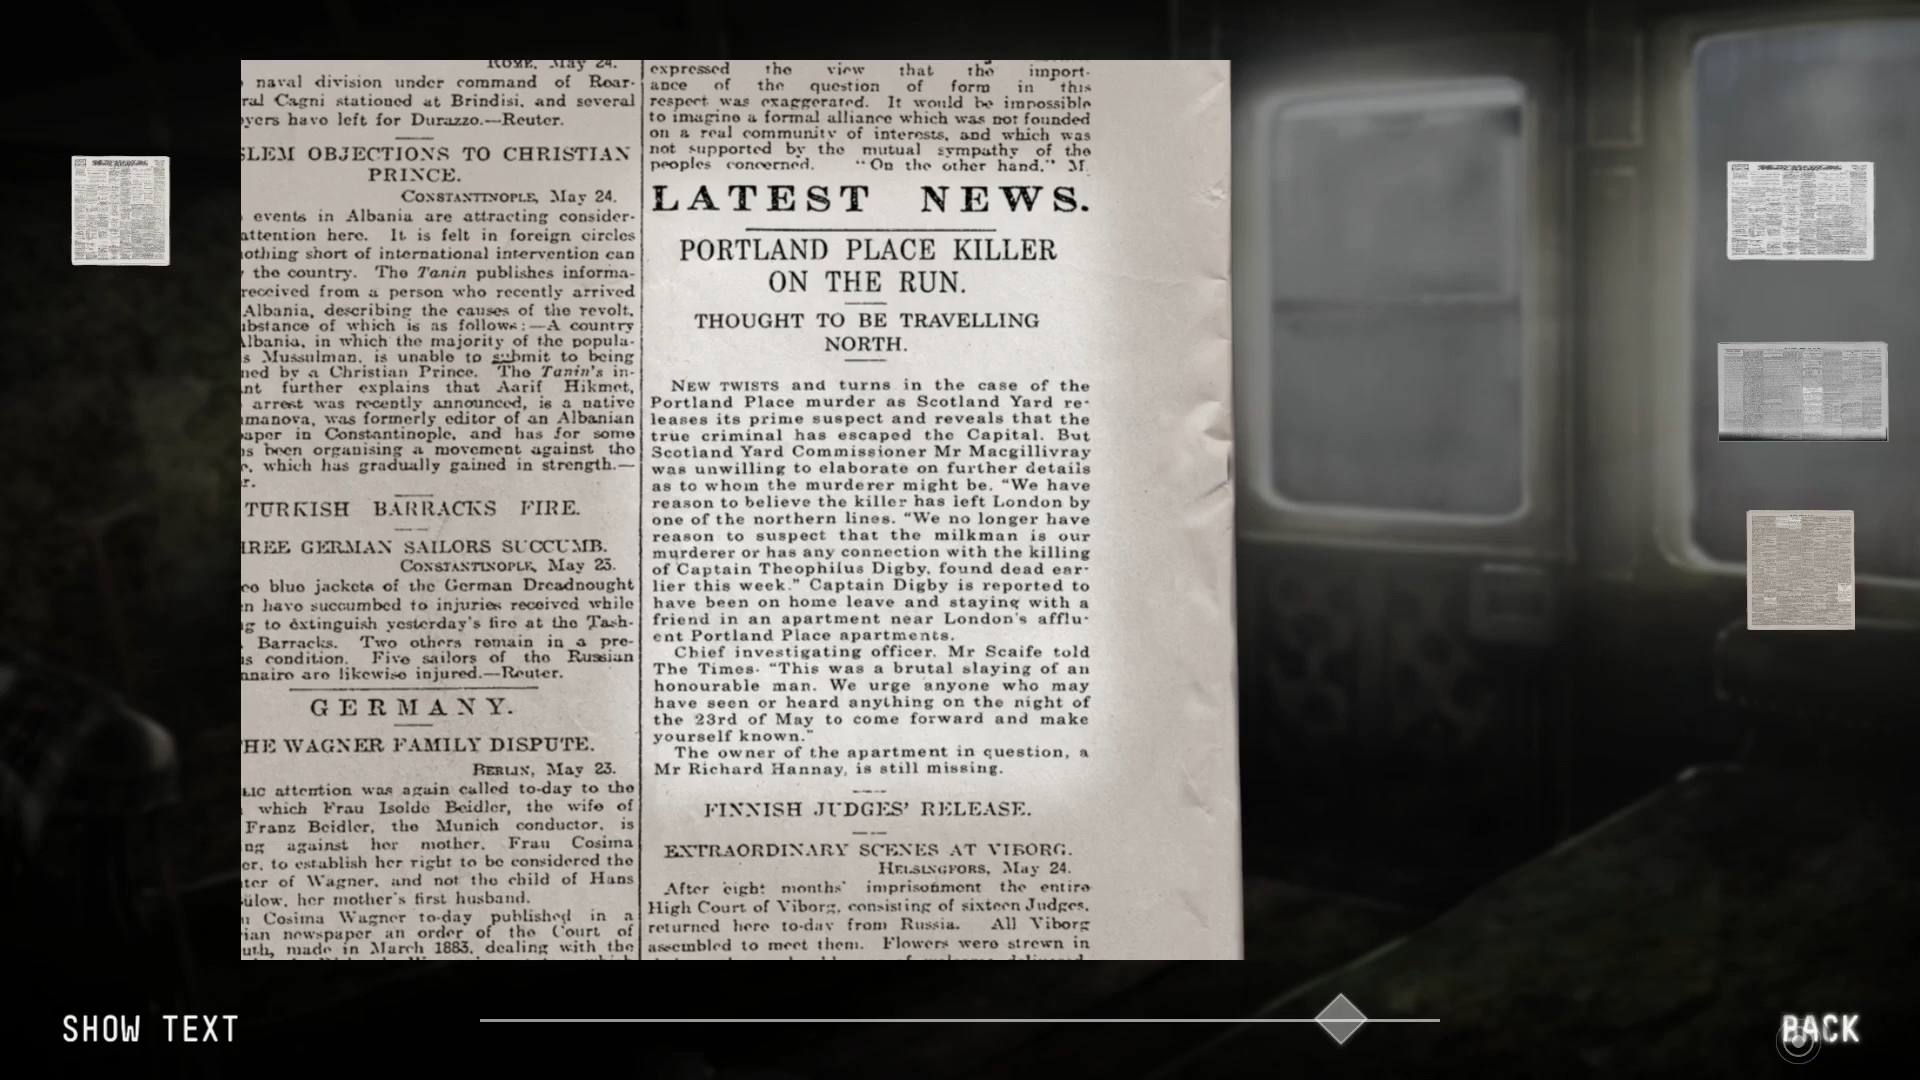 ROME, May 24.
naval division under command of Rear-
ral Cagni stationed at Brindisi, and several
yers have left for Durazzo.—Reuter.
SLEM OBJECTIONS TO CHRISTIAN
PRINCE.
CONSTANTINOPLE, May 24.
events in Albania are attracting consider-
attention here. It is felt in foreign circles
othing short of international intervention can
the country. The Tanin publishes informa-
received from a person who recently arrived
Albania, describing the causes of the revolt,
ubstance of which is as follows:—A country
lbania, in which the majority of the popula-
s Mussulman, is unable to submit to being
ned by a Christian Prince. The Tanin's in-
nt further explains that Aarif Hikmet,
arrest was recently announced, is a native
manova, was formerly editor of an Albanian
aper in Constantinople, and has for some
s been organising a movement against the
, which has gradually gained in strength.—
r.
TURKISH BARRACKS FIRE.
HREE GERMAN SAILORS SUCCUMB.
CONSTANTINOPLE, May 23.
o blue jackets of the German Dreadnought
n have succumbed to injuries received while
g to extinguish yesterday's fire at the Tash-
Barracks. Two others remain in a pre-
s condition. Five sailors of the Russian
nnaire are likewise injured.—Reuter.
GERMANY.
HE WAGNER FAMILY DISPUTE.
BERLIN, May 23.
LIC attention was again called to-day to the
which Frau Isolde Beidler, the wife of
Franz Beidler, the Munich conductor, is
ng against her mother, Frau Cosima
er, to establish her right to be considered the
ter of Wagner, and not the child of Hans
ülow, her mother's first husband.
Cosima Wagner to-day published in a
ian newspaper an order of the Court of
uth, made in March 1883, dealing with the
expressed the view that the import-
ance of the question of form in this
respect was exaggerated. It would be impossible
to imagine a formal alliance which was not founded
on a real community of interests, and which was
not supported by the mutual sympathy of the
peoples concerned. "On the other hand," M.
LATEST NEWS.
PORTLAND PLACE KILLER
ON THE RUN.
THOUGHT TO BE TRAVELLING
NORTH.
NEW TWISTS and turns in the case of the
Portland Place murder as Scotland Yard re-
leases its prime suspect and reveals that the
true criminal has escaped the Capital. But
Scotland Yard Commissioner Mr Macgillivray
was unwilling to elaborate on further details
as to whom the murderer might be. "We have
reason to believe the killer has left London by
one of the northern lines. "We no longer have
reason to suspect that the milkman is our
murderer or has any connection with the killing
of Captain Theophilus Digby, found dead ear-
lier this week." Captain Digby is reported to
have been on home leave and staying with a
friend in an apartment near London's afflu-
ent Portland Place apartments.
Chief investigating officer, Mr Scaife told
The Times. "This was a brutal slaying of an
honourable man. We urge anyone who may
have seen or heard anything on the night of
the 23rd of May to come forward and make
yourself known."
The owner of the apartment in question, a
Mr Richard Hannay, is still missing.
FINNISH JUDGES' RELEASE.
EXTRAORDINARY SCENES AT VIBORG.
HELSINGFORS, May 24.
After eight months' imprisonment the entire
High Court of Viborg, consisting of sixteen Judges,
returned here to-day from Russia. All Viborg
assembled to meet them. Flowers were strewn in
SHOW TEXT
BACK